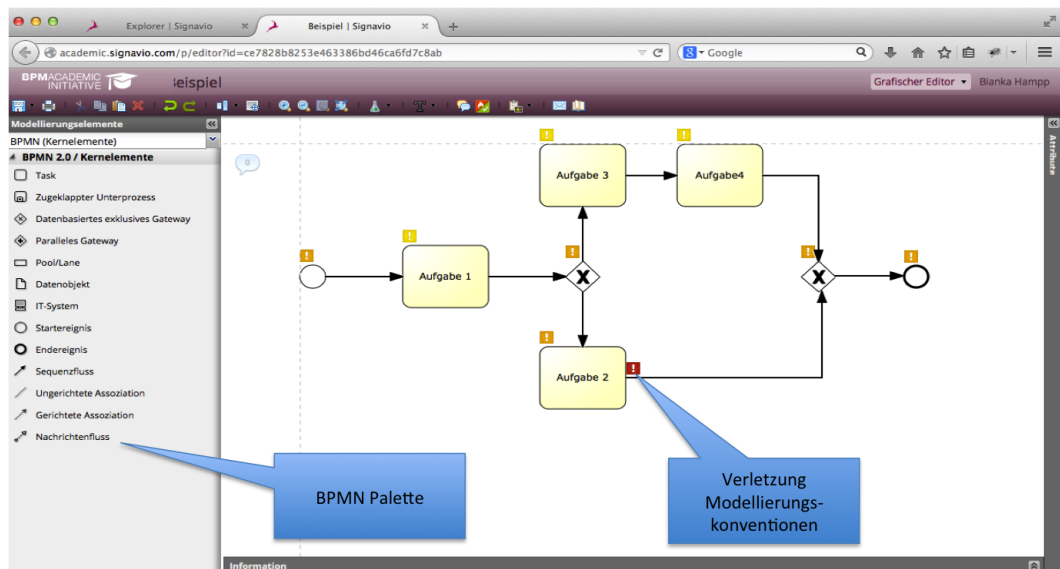 Explorer | Signavio
Beispiel | Signavio
academic.signavio.com/p/editor?id=ce7828b8253e463386bd46ca6fd7c8ab
Google
BPMACADEMIC
INITIATIVE
Beispiel
Grafischer Editor
Bianka Hampp
Modellierungselemente
BPMN (Kernelemente)
BPMN 2.0 / Kernelemente
Task
Zugeklappter Unterprozess
Datenbasiertes exklusives Gateway
Paralleles Gateway
Pool/Lane
Datenobjekt
IT-System
Startereignis
Endereignis
Sequenzfluss
Ungerichtete Assoziation
Gerichtete Assoziation
Nachrichtenfluss
0
Aufgabe 3
Aufgabe4
Aufgabe 1
Aufgabe 2
Attribute
BPMN Palette
Verletzung
Modellierungs-
konventionen
Information